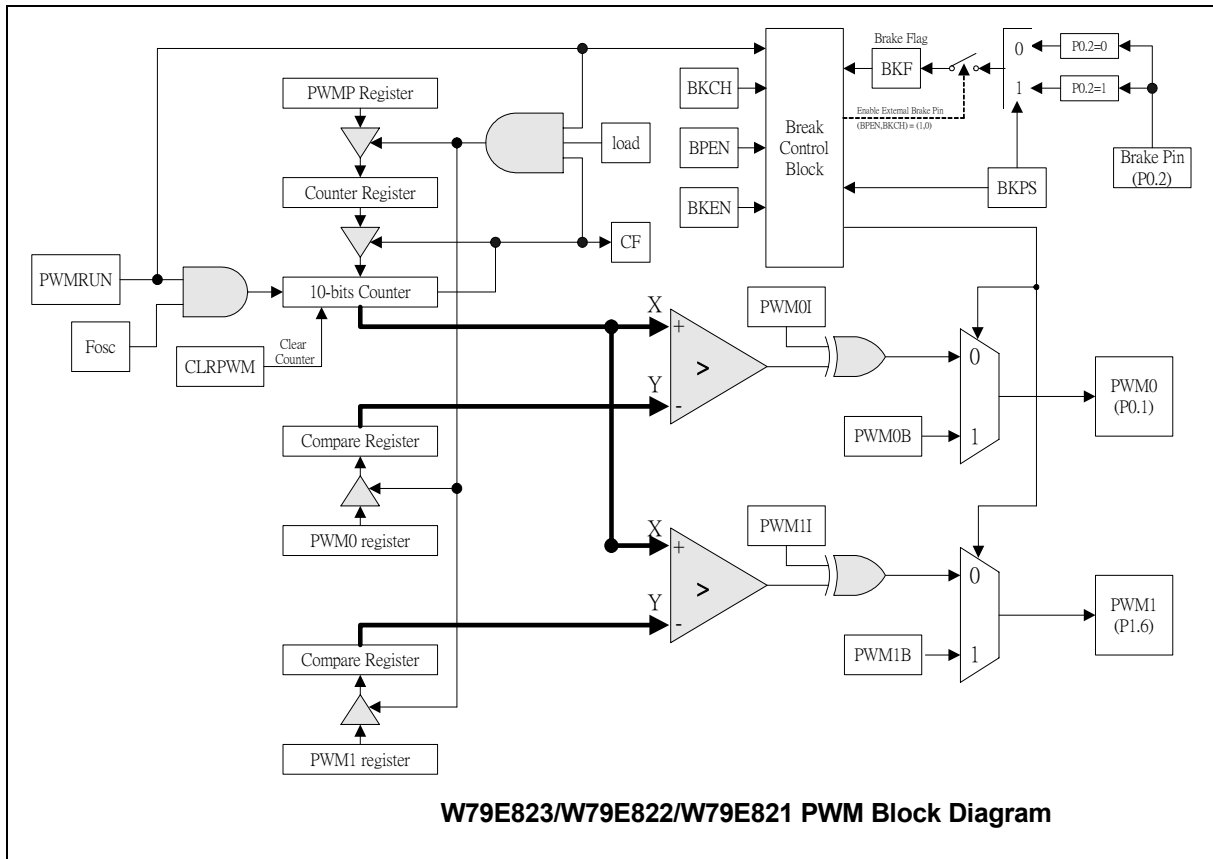 Brake Flag
0
P0.2=0
BKF
PWMP Register
BKCH
1
P0.2=1
Enable External Brake Pin
(BPEN,BKCH) = (1,0)
load
BPEN
Break
Control
Block
Brake Pin
(P0.2)
Counter Register
BKPS
BKEN
CF
PWMRUN
10-bits Counter
X
PWM0I
Fosc
Clear
Counter
CLRPWM
+
>
0
PWM0
(P0.1)
Y
-
Compare Register
PWM0B
1
PWM0 register
X
PWM1I
+
>
0
PWM1
(P1.6)
Y
-
Compare Register
PWM1B
1
PWM1 register
W79E823/W79E822/W79E821 PWM Block Diagram